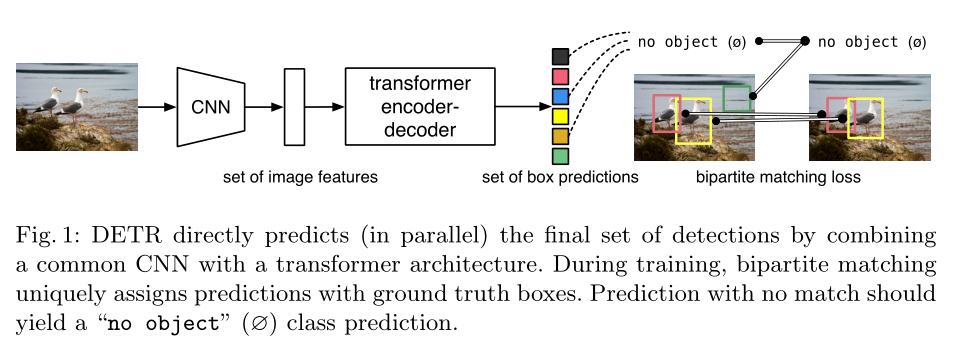 no object (ø)
no object (ø)
CNN
transformer
encoder-
decoder
set of image features
set of box predictions
bipartite matching loss
Fig. 1: DETR directly predicts (in parallel) the final set of detections by combining
a common CNN with a transformer architecture. During training, bipartite matching
uniquely assigns predictions with ground truth boxes. Prediction with no match should
yield a “no object” (∅) class prediction.